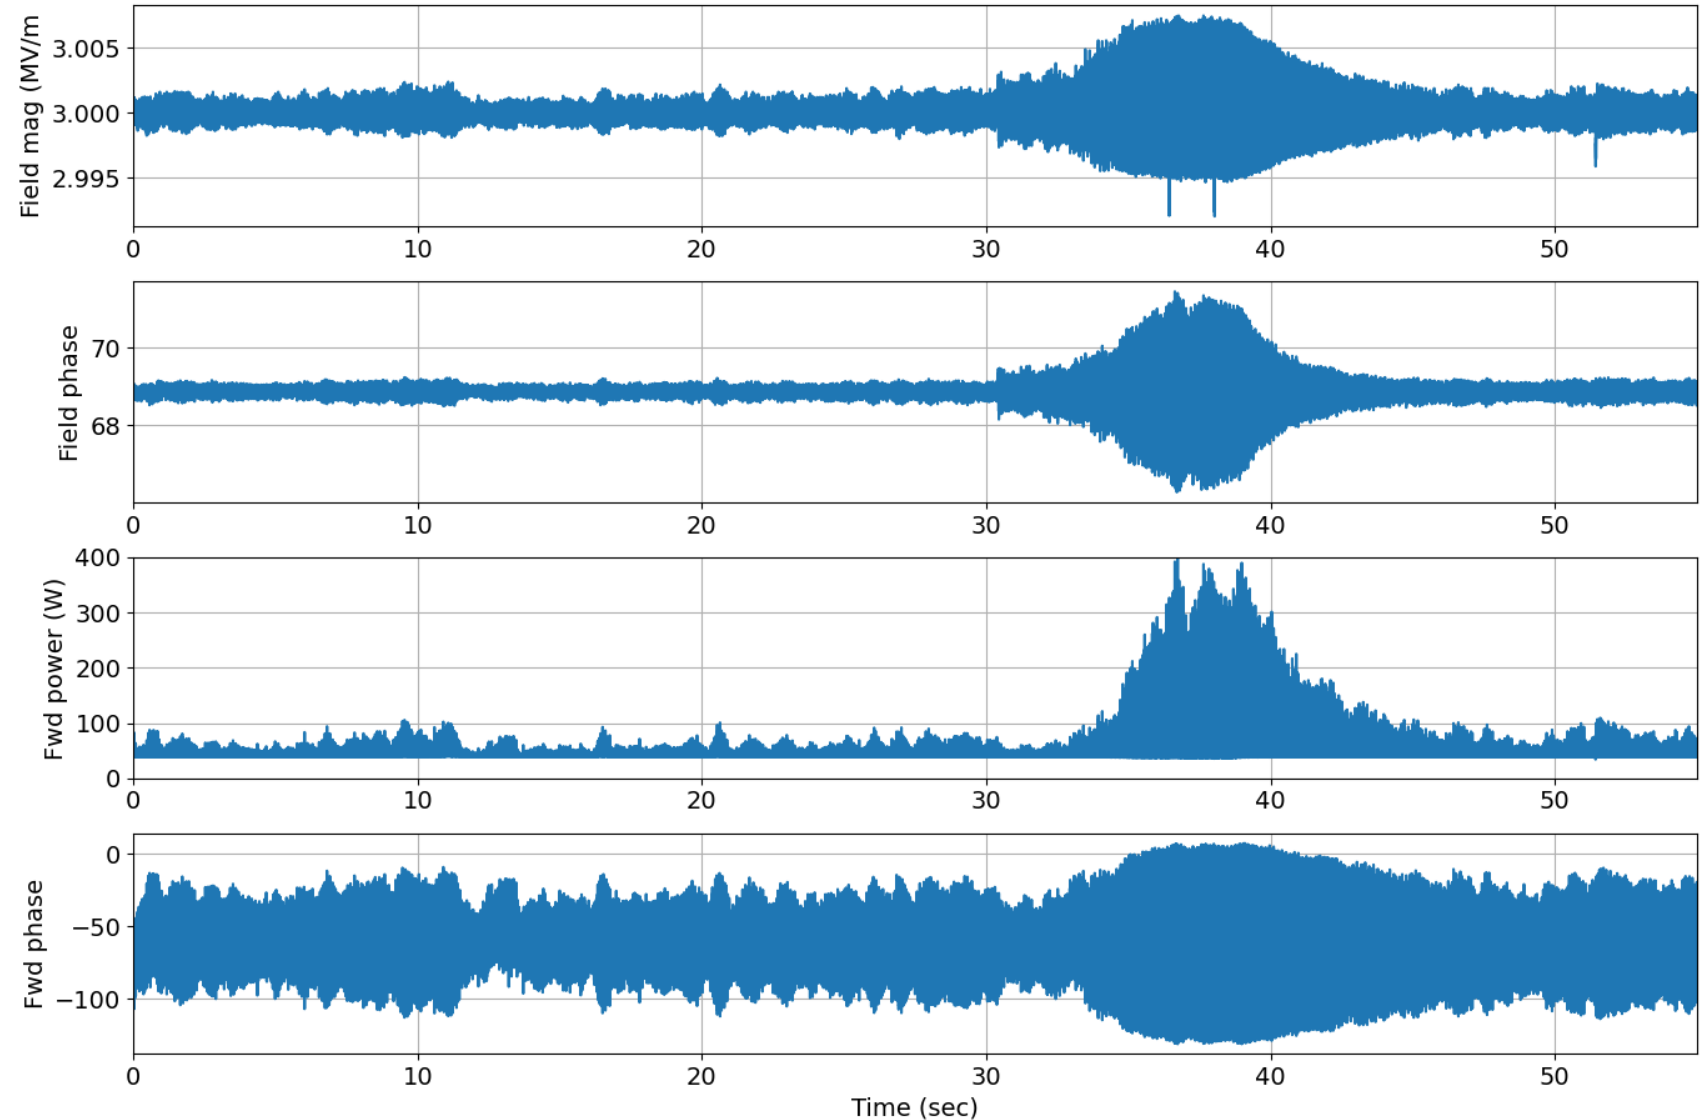 Field mag (MV/m
3.005
3.000
2.995
0 10 20 30 40 50
Field phase
70
68
0 10 20 30 40 50
Fwd power (W)
400
300
200
100
0
0 10 20 30 40 50
Fwd phase
0
−50
−100
0 10 20 30 40 50
Time (sec)